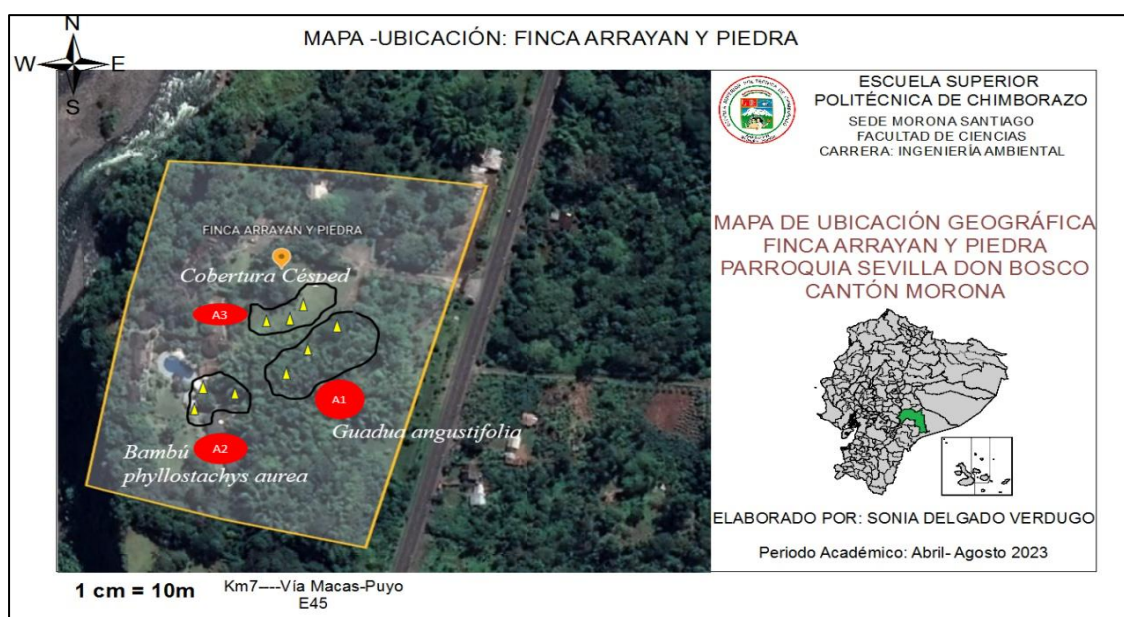 N
W E
S
MAPA -UBICACIÓN: FINCA ARRAYAN Y PIEDRA
FINCA ARRAYAN Y PIEDRA
Cobertura Césped
A3
A1
Guadua angustifolia
A2
Bambú
phyllostachys aurea
1 cm = 10m
Km7----Vía Macas-Puyo
E45
ESCUELA SUPERIOR
POLITÉCNICA DE CHIMBORAZO
SEDE MORONA SANTIAGO
FACULTAD DE CIENCIAS
CARRERA: INGENIERÍA AMBIENTAL
MAPA DE UBICACIÓN GEOGRÁFICA
FINCA ARRAYAN Y PIEDRA
PARROQUIA SEVILLA DON BOSCO
CANTÓN MORONA
ELABORADO POR: SONIA DELGADO VERDUGO
Periodo Académico: Abril- Agosto 2023